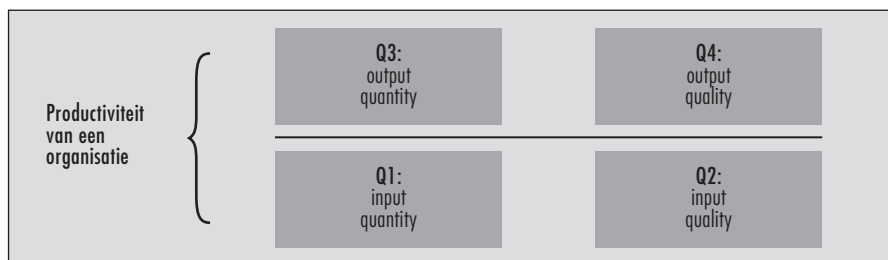 Productiviteit
van een
organisatie
Q3:
output
quantity
Q4:
output
quality
Q1:
input
quantity
Q2:
input
quality